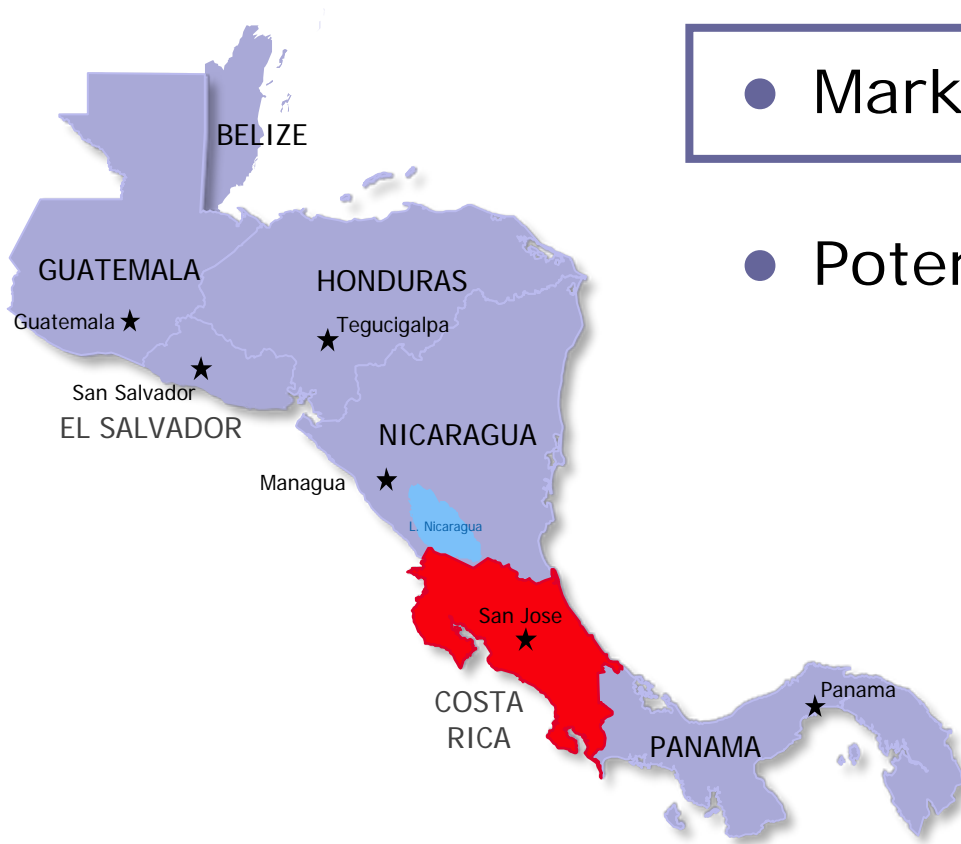 Mark
BELIZE
Poter
GUATEMALA
HONDURAS
Guatemala
Tegucigalpa
San Salvador
EL SALVADOR
NICARAGUA
Managua
L. Nicaragua
San Jose
COSTA
RICA
Panama
PANAMA